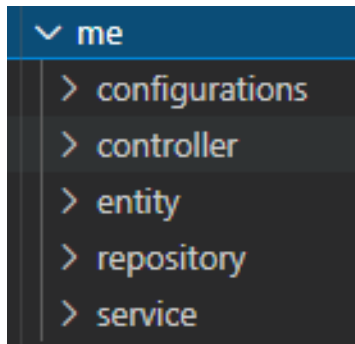 me
configurations
controller
entity
repository
service